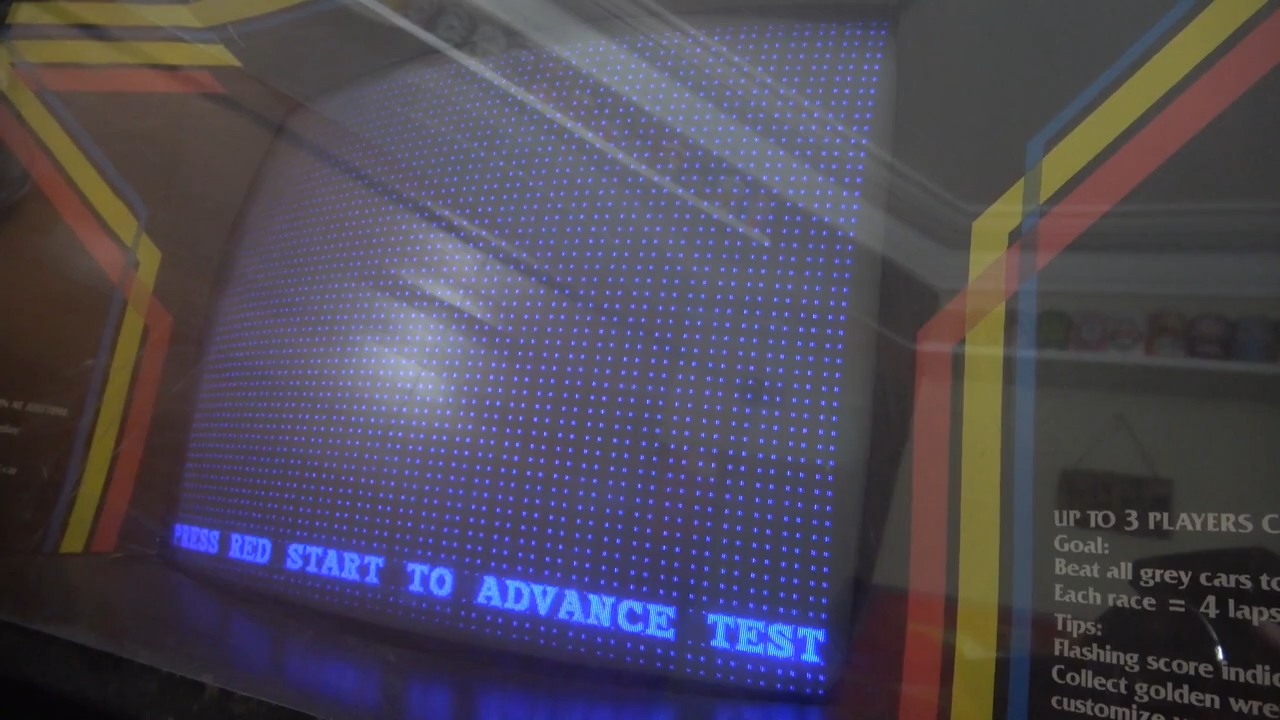 PRESS RED START TO ADVANCE TEST
UP TO 3 PLAYERS C
Goal:
Beat all grey cars to
Each race = 4 laps
Tips:
Flashing score indic
Collect golden wre
customize